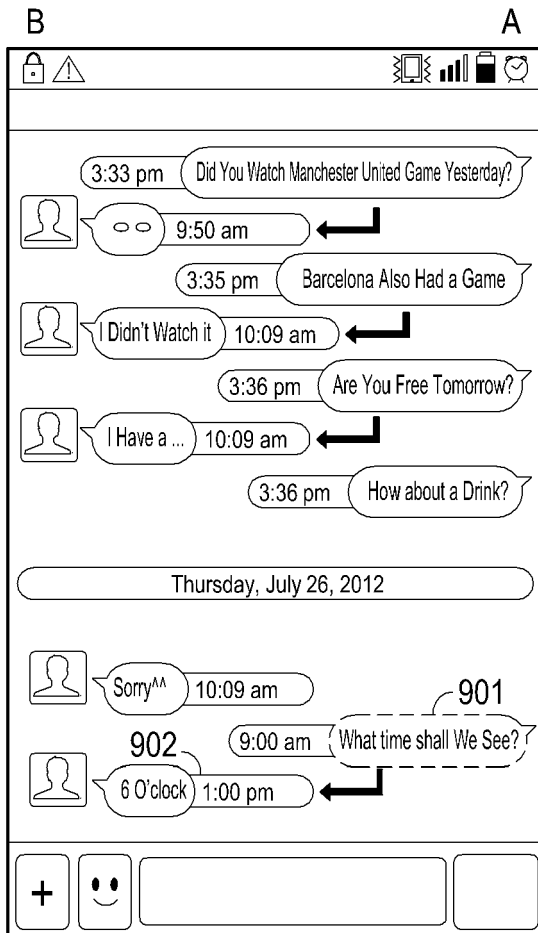 B A
3:33 pm Did You Watch Manchester United Game Yesterday?
9:50 am
3:35 pm Barcelona Also Had a Game
I Didn't Watch it 10:09 am
3:36 pm Are You Free Tomorrow?
I Have a ... 10:09 am
3:36 pm How about a Drink?
Thursday, July 26, 2012
Sorry^^ 10:09 am
901
9:00 am What time shall We See?
902
6 O'clock 1:00 pm
+